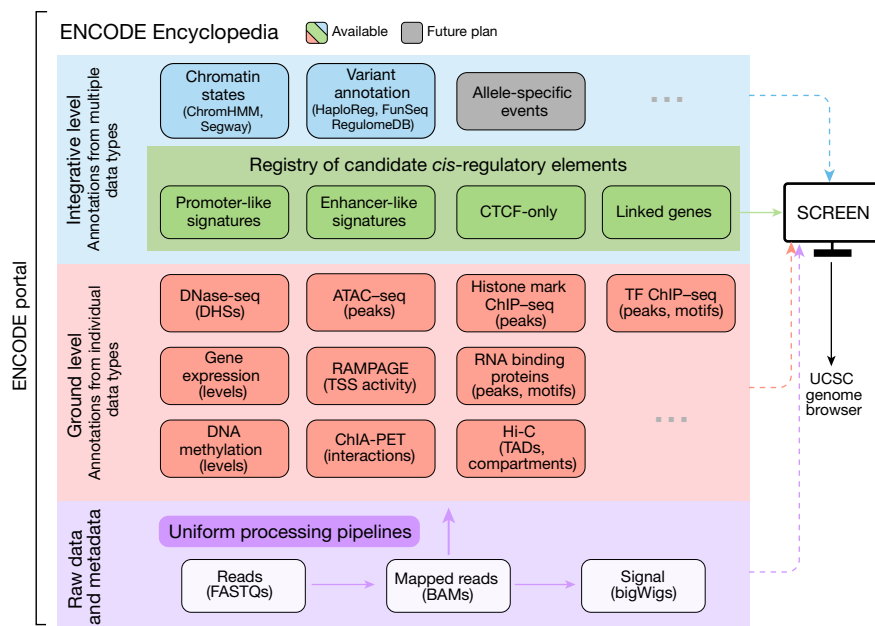 ENCODE Encyclopedia
Available
Future plan
ENCODE portal
Integrative level
Annotations from multiple
data types
Chromatin
states
(ChromHMM,
Segway)
Variant
annotation
(HaploReg, FunSeq
RegulomeDB)
Allele-specific
events
...
Registry of candidate cis-regulatory elements
Promoter-like
signatures
Enhancer-like
signatures
CTCF-only
Linked genes
SCREEN
UCSC
genome
browser
Ground level
Annotations from individual
data types
DNase-seq
(DHSs)
ATAC–seq
(peaks)
Histone mark
ChIP–seq
(peaks)
TF ChIP–seq
(peaks, motifs)
Gene
expression
(levels)
RAMPAGE
(TSS activity)
RNA binding
proteins
(peaks, motifs)
...
DNA
methylation
(levels)
ChIA-PET
(interactions)
Hi-C
(TADs,
compartments)
Raw data
and metadata
Uniform processing pipelines
Reads
(FASTQs)
Mapped reads
(BAMs)
Signal
(bigWigs)